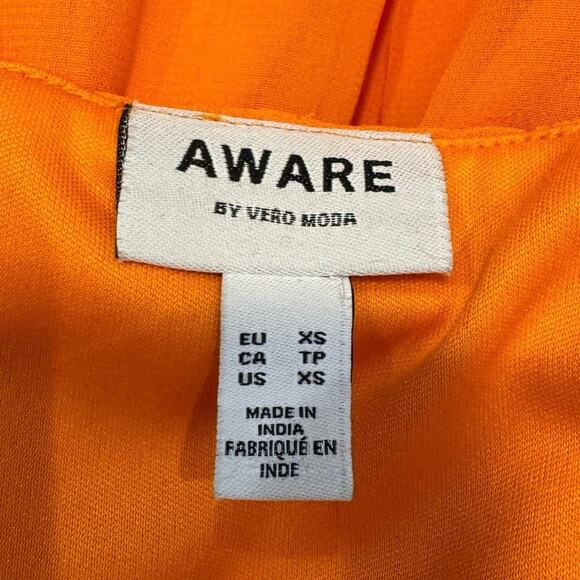 AWARE
BY VERO MODA
EU XS
CA TP
US XS
MADE IN
INDIA
FABRIQUÉ EN
INDE